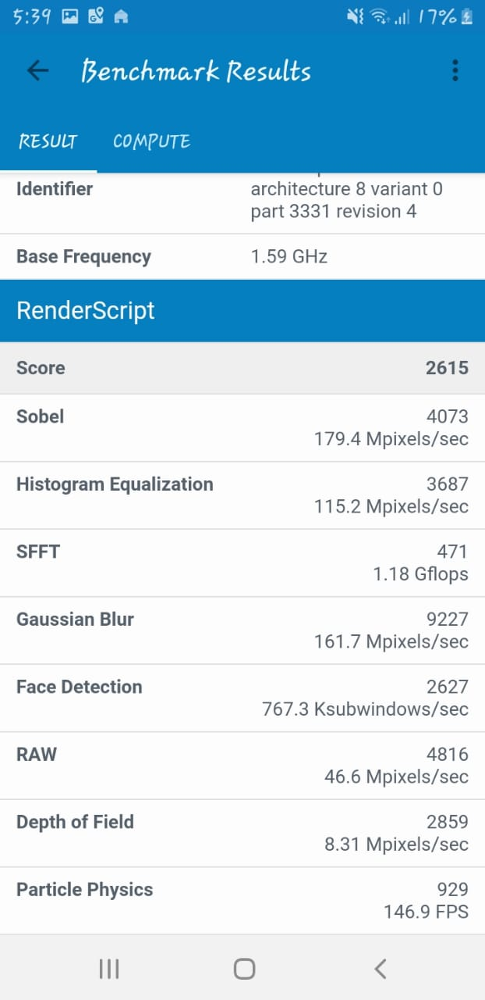 5:39 17%
Benchmark Results
RESULT COMPUTE
Identifier architecture 8 variant 0
part 3331 revision 4
Base Frequency 1.59 GHz
RenderScript
Score 2615
Sobel 4073
179.4 Mpixels/sec
Histogram Equalization 3687
115.2 Mpixels/sec
SFFT 471
1.18 Gflops
Gaussian Blur 9227
161.7 Mpixels/sec
Face Detection 2627
767.3 Ksubwindows/sec
RAW 4816
46.6 Mpixels/sec
Depth of Field 2859
8.31 Mpixels/sec
Particle Physics 929
146.9 FPS